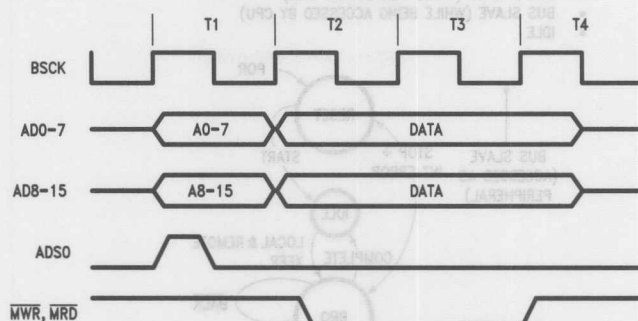 T1 T2 T3 T4
BSCK
AD0-7 A0-7 DATA
AD8-15 A8-15 DATA
ADS0
MWR, MRD